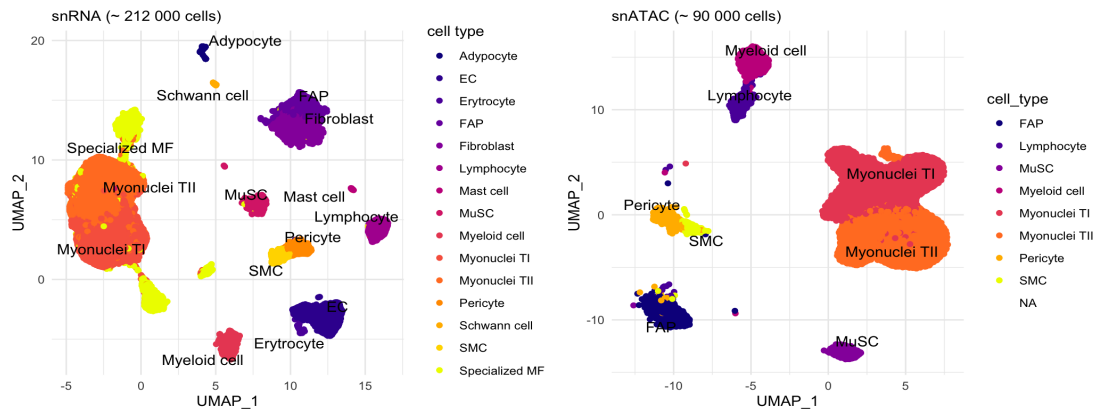 snRNA (~ 212 000 cells)
20
10
0
UMAP_2
-5
0
5
10
15
UMAP_1
Adypocyte
Schwann cell
FAP
Fibroblast
Specialized MF
Myonuclei TII
MuSC
Mast cell
Lymphocyte
Pericyte
Myonuclei TI
SMC
EC
Erytrocyte
Myeloid cell
cell type
Adypocyte
EC
Erytrocyte
FAP
Fibroblast
Lymphocyte
Mast cell
MuSC
Myeloid cell
Myonuclei TI
Myonuclei TII
Pericyte
Schwann cell
SMC
Specialized MF
snATAC (~ 90 000 cells)
10
0
-10
UMAP_2
-10
-5
0
5
UMAP_1
Myeloid cell
Lymphocyte
Myonuclei TI
Pericyte
SMC
Myonuclei TII
FAP
MuSC
cell_type
FAP
Lymphocyte
MuSC
Myeloid cell
Myonuclei TI
Myonuclei TII
Pericyte
SMC
NA